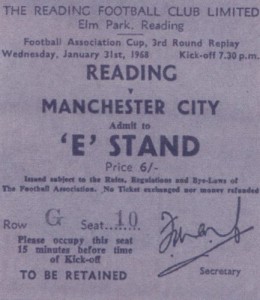 THE READING FOOTBALL CLUB LIMITED
Elm Park, Reading
Football Association Cup, 3rd Round Replay
Wednesday, January 31st, 1968 Kick-off 7.30 p.m.
READING
v
MANCHESTER CITY
Admit to
'E' STAND
Price 6/-
Issued subject to the Rules, Regulations and Bye-Laws of
The Football Association. No Ticket exchanged nor money refunded
Row G Seat 10
Please occupy this seat
15 minutes before time
of Kick-off
TO BE RETAINED
Secretary